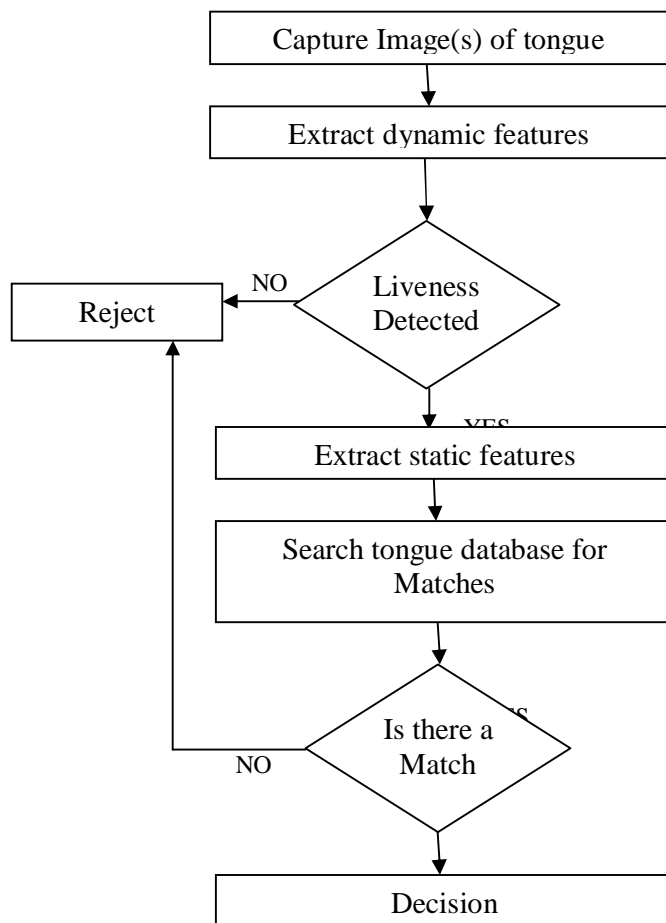 Capture Image(s) of tongue
Extract dynamic features
NO
Liveness
Detected
Reject
YES
Extract static features
Search tongue database for
Matches
Is there a
Match
NO
Decision